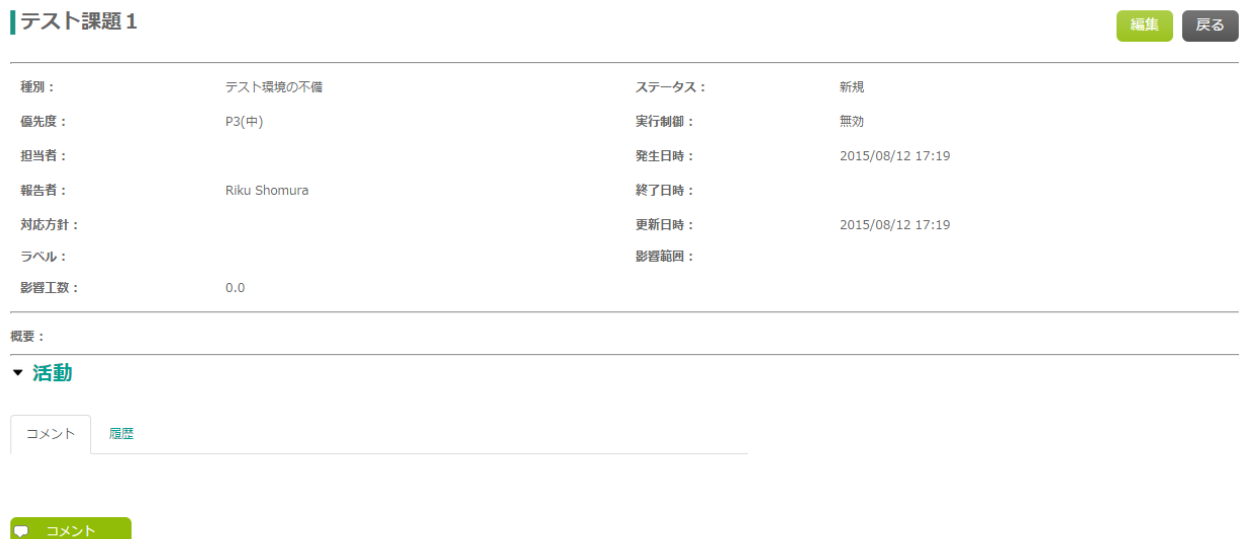 テスト課題1
編集 戻る
種別: テスト環境の不備 ステータス: 新規
優先度: P3(中) 実行制御: 無効
担当者: 発生日時: 2015/08/12 17:19
報告者: Riku Shomura 終了日時:
対応方針: 更新日時: 2015/08/12 17:19
ラベル: 影響範囲:
影響工数: 0.0
概要:
活動
コメント 履歴
コメント